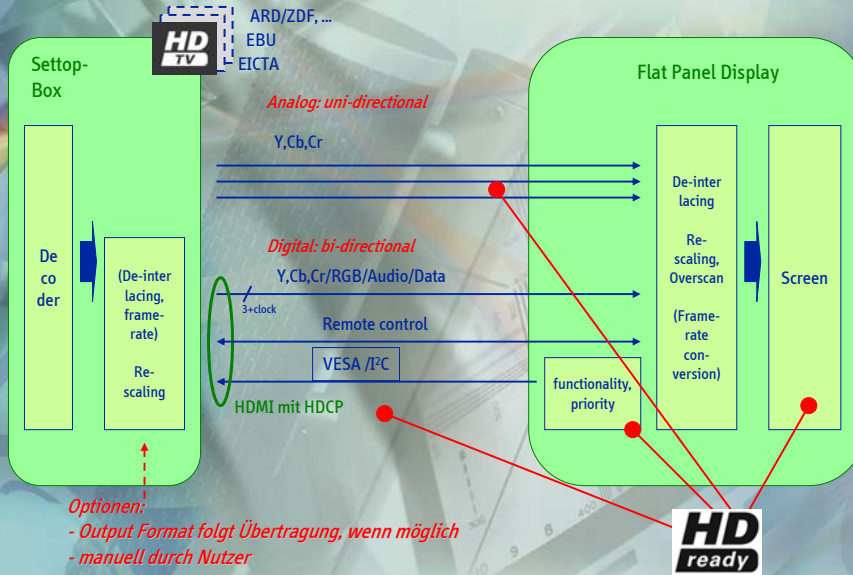 ARD/ZDF, ...
EBU
EICTA
HD
TV
Settop-
Box
Flat Panel Display
Analog: uni-directional
Y,Cb,Cr
De
co
der
(De-inter
lacing,
frame-
rate)
Re-
scaling
Digital: bi-directional
Y,Cb,Cr/RGB/Audio/Data
3+clock
Remote control
VESA /I²C
HDMI mit HDCP
De-inter
lacing
Re-
scaling,
Overscan
(Frame-
rate
con-
version)
Screen
functionality,
priority
Optionen:
- Output Format folgt Übertragung, wenn möglich
- manuell durch Nutzer
HD
ready